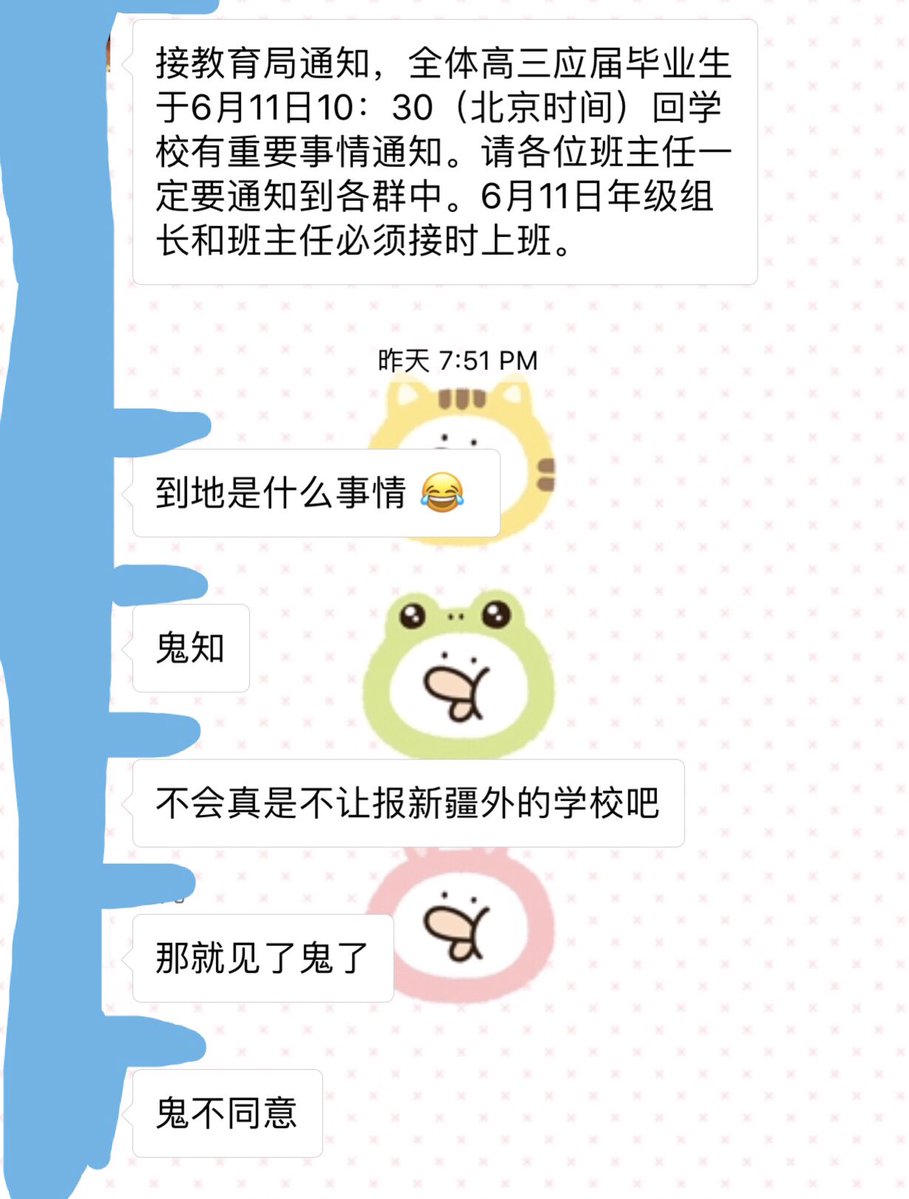 接教育局通知，全体高三应届毕业生
于6月11日10：30（北京时间）回学
校有重要事情通知。请各位班主任一
定要通知到各群中。6月11日年级组
长和班主任必须接时上班。
昨天 7:51 PM
到地是什么事情 😂
鬼知
不会真是不让报新疆外的学校吧
那就见了鬼了
鬼不同意